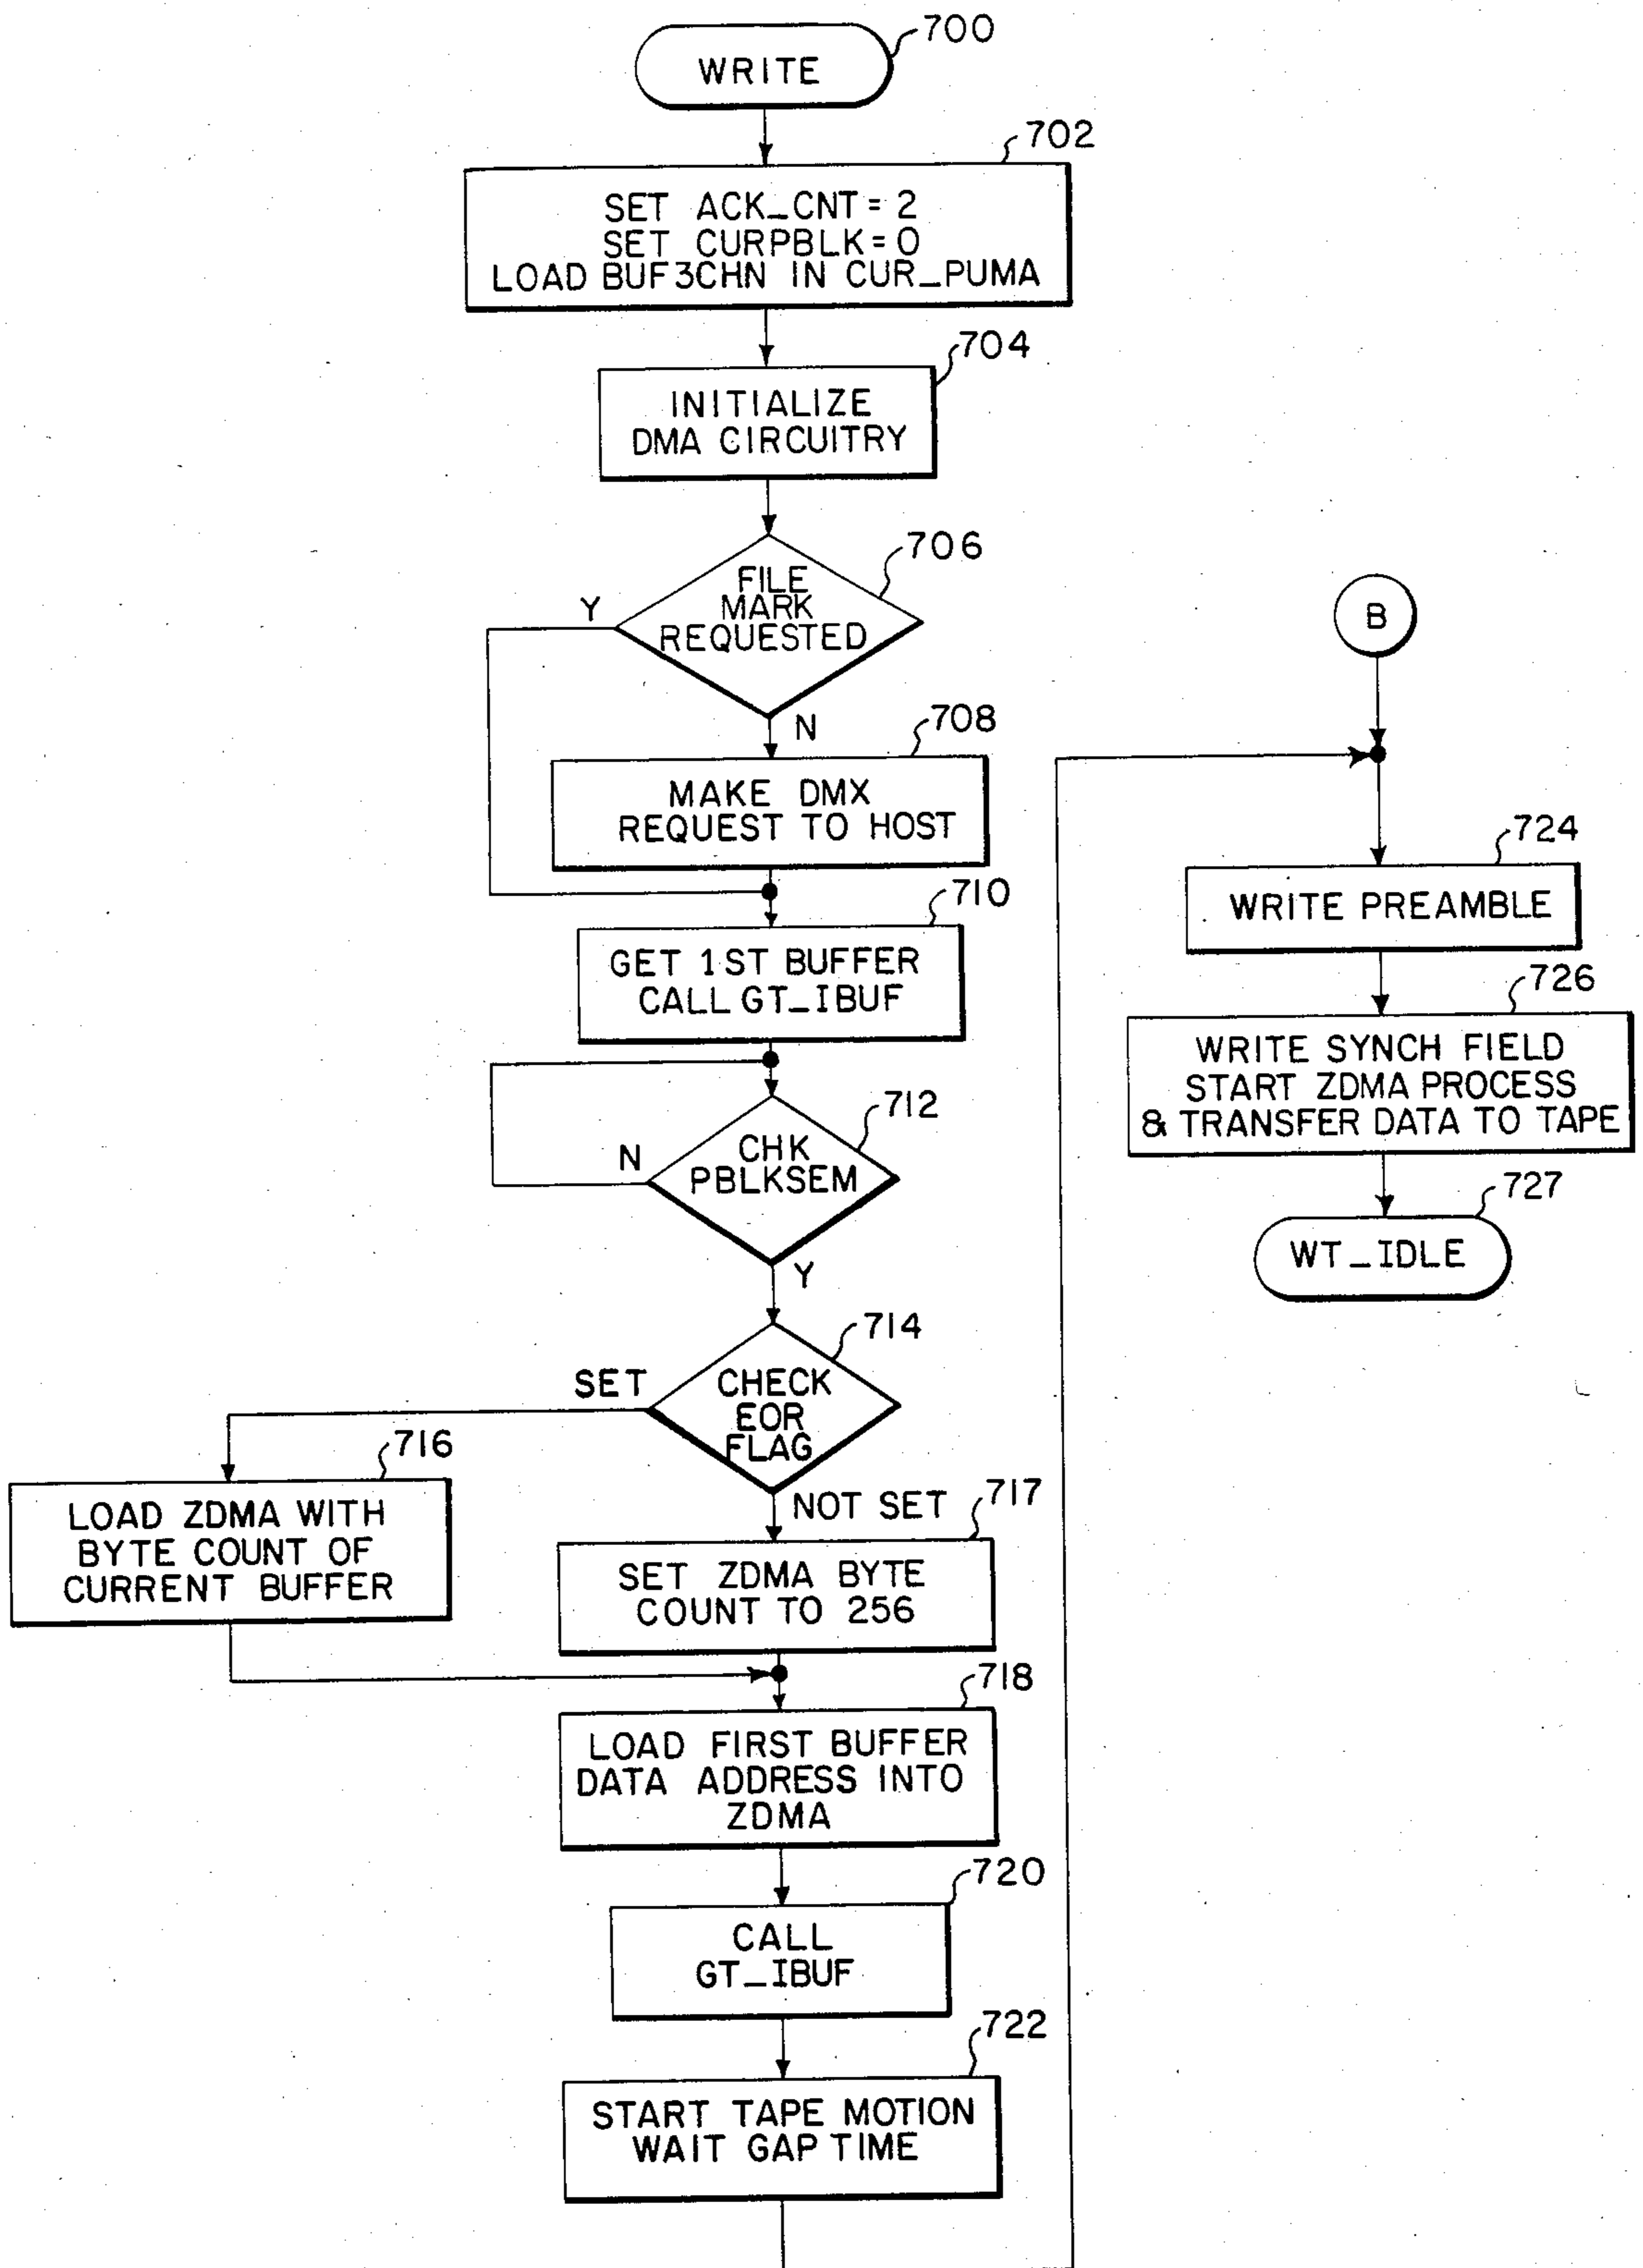 700
WRITE
702
SET ACK_CNT = 2
SET CURPBLK = 0
LOAD BUF3CHN IN CUR_PUMA
704
INITIALIZE
DMA CIRCUITRY
706
FILE
MARK
REQUESTED
Y
N
708
MAKE DMX
REQUEST TO HOST
710
GET 1ST BUFFER
CALL GT_IBUF
712
CHK
PBLKSEM
N
Y
714
CHECK
EOR
FLAG
SET
NOT SET
716
LOAD ZDMA WITH
BYTE COUNT OF
CURRENT BUFFER
717
SET ZDMA BYTE
COUNT TO 256
718
LOAD FIRST BUFFER
DATA ADDRESS INTO
ZDMA
720
CALL
GT_IBUF
722
START TAPE MOTION
WAIT GAP TIME
B
724
WRITE PREAMBLE
726
WRITE SYNCH FIELD
START ZDMA PROCESS
& TRANSFER DATA TO TAPE
727
WT_IDLE